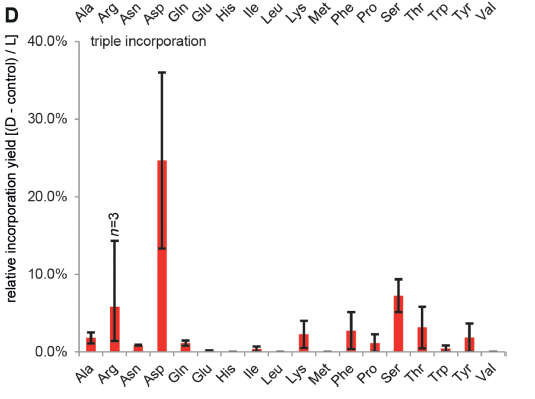 D
Ala Arg Asn Asp Gln Glu His Ile Leu Lys Met Phe Pro Ser Thr Trp Tyr Val
triple incorporation
relative incorporation yield [(D - control) / L]
40.0%
30.0%
20.0%
10.0%
0.0%
n=3
Ala Arg Asn Asp Gln Glu His Ile Leu Lys Met Phe Pro Ser Thr Trp Tyr Val